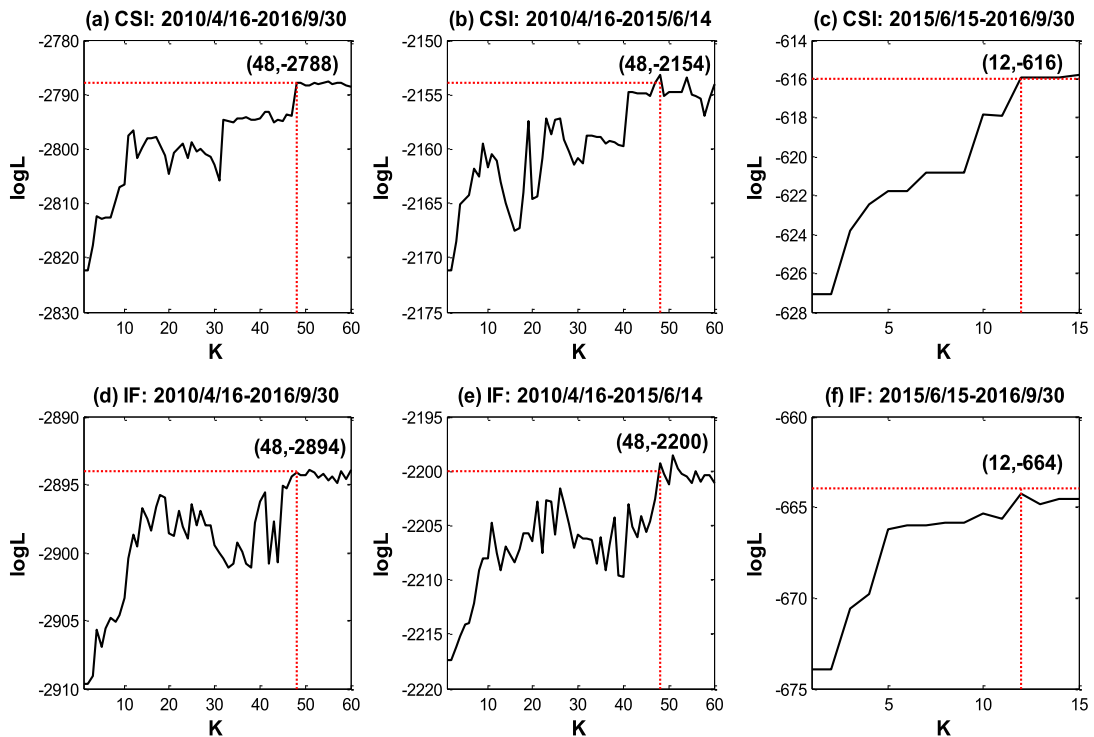 (a) CSI: 2010/4/16-2016/9/30
(48,-2788)
logL
-2780
-2790
-2800
-2810
-2820
-2830
10 20 30 40 50 60
K
(b) CSI: 2010/4/16-2015/6/14
(48,-2154)
logL
-2150
-2155
-2160
-2165
-2170
-2175
10 20 30 40 50 60
K
(c) CSI: 2015/6/15-2016/9/30
(12,-616)
logL
-614
-616
-618
-620
-622
-624
-626
-628
5 10 15
K
(d) IF: 2010/4/16-2016/9/30
(48,-2894)
logL
-2890
-2895
-2900
-2905
-2910
10 20 30 40 50 60
K
(e) IF: 2010/4/16-2015/6/14
(48,-2200)
logL
-2195
-2200
-2205
-2210
-2215
-2220
10 20 30 40 50 60
K
(f) IF: 2015/6/15-2016/9/30
(12,-664)
logL
-660
-665
-670
-675
5 10 15
K